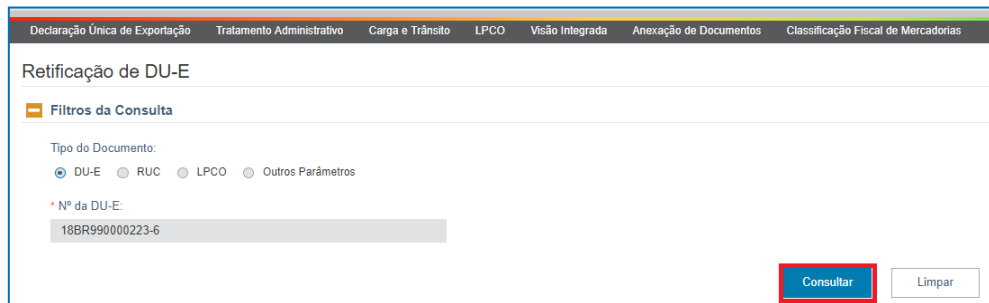 Declaração Única de Exportação Tratamento Administrativo Carga e Trânsito LPCO Visão Integrada Anexação de Documentos Classificação Fiscal de Mercadorias
Retificação de DU-E
Filtros da Consulta
Tipo do Documento:
DU-E RUC LPCO Outros Parâmetros
* Nº da DU-E:
18BR990000223-6
Consultar Limpar